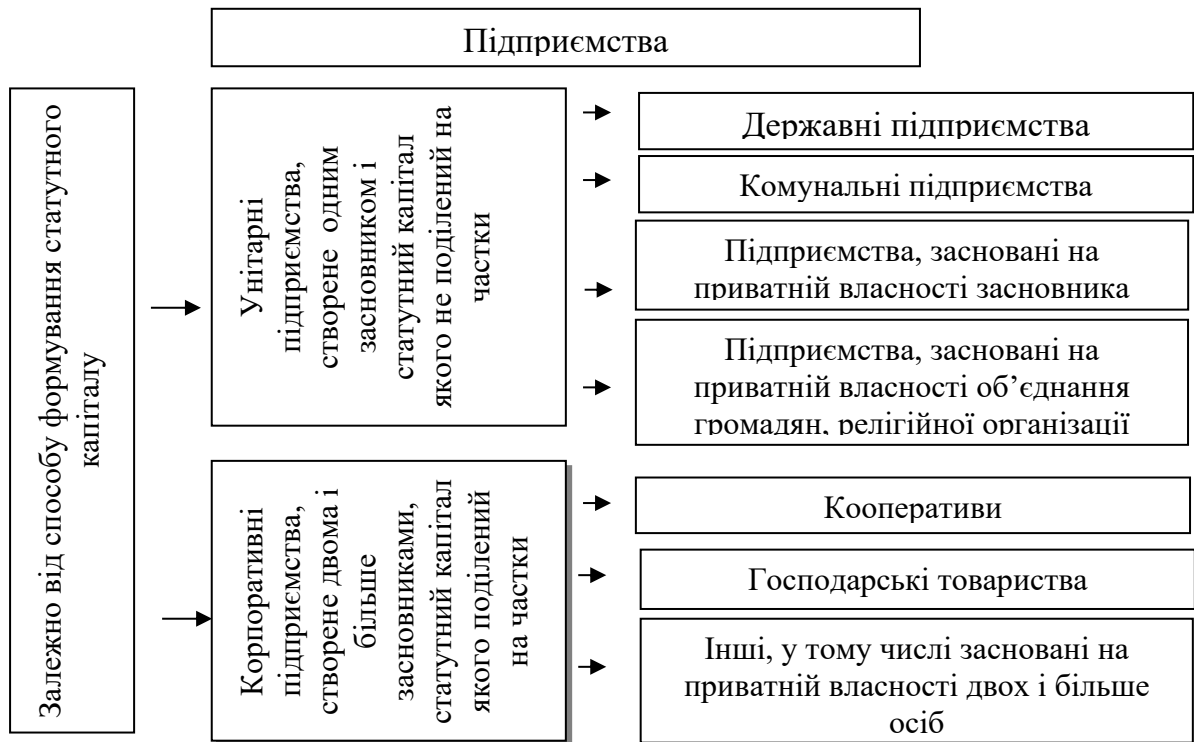 Підприємства
Залежно від способу формування статутного
капіталу
Унітарні
підприємства,
створене одним
засновником і
статутний капітал
якого не поділений на
частки
Державні підприємства
Комунальні підприємства
Підприємства, засновані на
приватній власності засновника
Підприємства, засновані на
приватній власності об’єднання
громадян, релігійної організації
Корпоративні
підприємства,
створене двома і
більше
засновниками,
статутний капітал
якого поділений
на частки
Кооперативи
Господарські товариства
Інші, у тому числі засновані на
приватній власності двох і більше
осіб